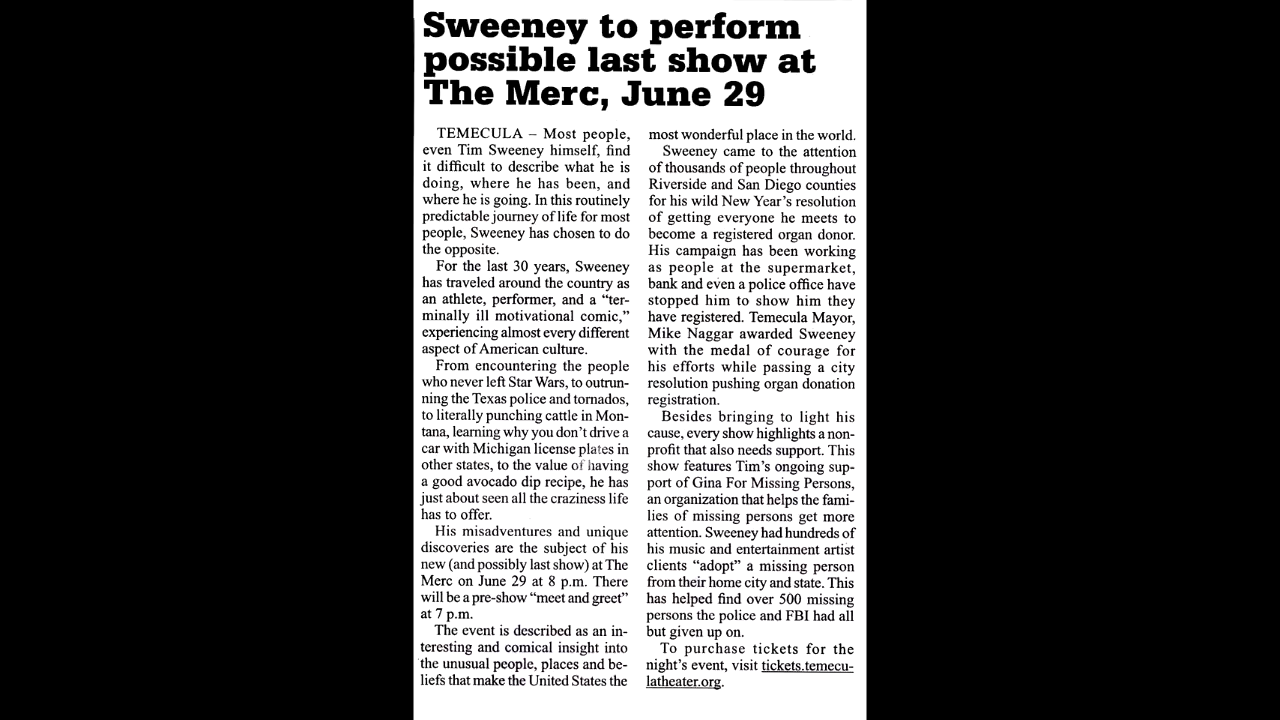 Sweeney to perform
possible last show at
The Merc, June 29
TEMECULA – Most people,
even Tim Sweeney himself, find
it difficult to describe what he is
doing, where he has been, and
where he is going. In this routinely
predictable journey of life for most
people, Sweeney has chosen to do
the opposite.
For the last 30 years, Sweeney
has traveled around the country as
an athlete, performer, and a “ter-
minally ill motivational comic,”
experiencing almost every different
aspect of American culture.
From encountering the people
who never left Star Wars, to outrun-
ning the Texas police and tornados,
to literally punching cattle in Mon-
tana, learning why you don’t drive a
car with Michigan license plates in
other states, to the value of having
a good avocado dip recipe, he has
just about seen all the craziness life
has to offer.
His misadventures and unique
discoveries are the subject of his
new (and possibly last show) at The
Merc on June 29 at 8 p.m. There
will be a pre-show “meet and greet”
at 7 p.m.
The event is described as an in-
teresting and comical insight into
the unusual people, places and be-
liefs that make the United States the
most wonderful place in the world.
Sweeney came to the attention
of thousands of people throughout
Riverside and San Diego counties
for his wild New Year’s resolution
of getting everyone he meets to
become a registered organ donor.
His campaign has been working
as people at the supermarket,
bank and even a police office have
stopped him to show him they
have registered. Temecula Mayor,
Mike Naggar awarded Sweeney
with the medal of courage for
his efforts while passing a city
resolution pushing organ donation
registration.
Besides bringing to light his
cause, every show highlights a non-
profit that also needs support. This
show features Tim’s ongoing sup-
port of Gina For Missing Persons,
an organization that helps the fami-
lies of missing persons get more
attention. Sweeney had hundreds of
his music and entertainment artist
clients “adopt” a missing person
from their home city and state. This
has helped find over 500 missing
persons the police and FBI had all
but given up on.
To purchase tickets for the
night’s event, visit tickets.temecu-
latheater.org.